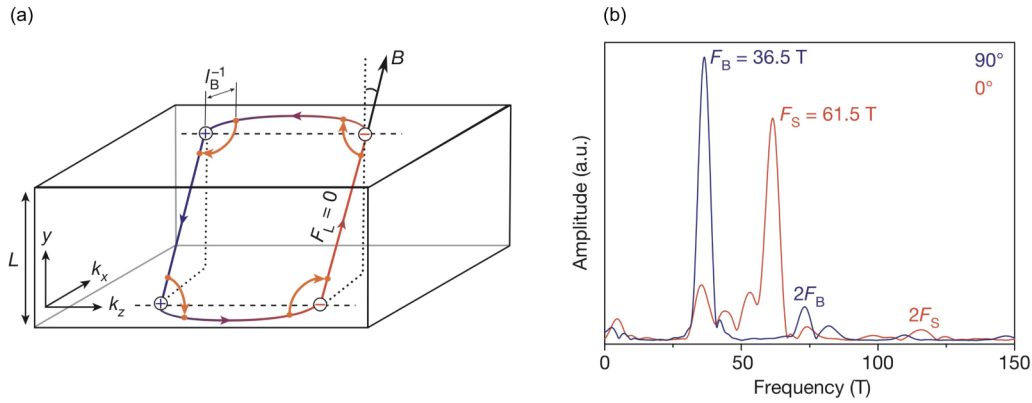 (a)
l_B^-1
B
F_L = 0
L
y
k_x
k_z
+
−
+
−
(b)
F_B = 36.5 T
90°
0°
F_S = 61.5 T
2F_B
2F_S
Amplitude (a.u.)
0
50
100
150
Frequency (T)